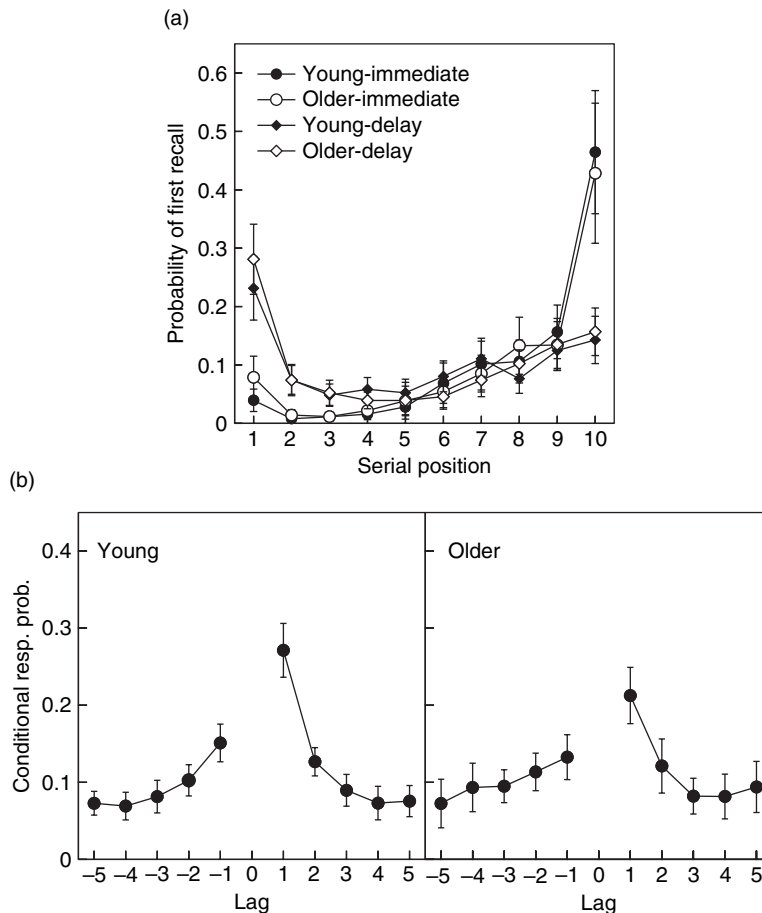 (a)
0.6
0.5
0.4
0.3
0.2
0.1
0
Probability of first recall
Young-immediate
Older-immediate
Young-delay
Older-delay
1 2 3 4 5 6 7 8 9 10
Serial position
(b)
0.4
0.3
0.2
0.1
0
Conditional resp. prob.
Young
–5 –4 –3 –2 –1 0 1 2 3 4 5
Lag
Older
–5 –4 –3 –2 –1 0 1 2 3 4 5
Lag